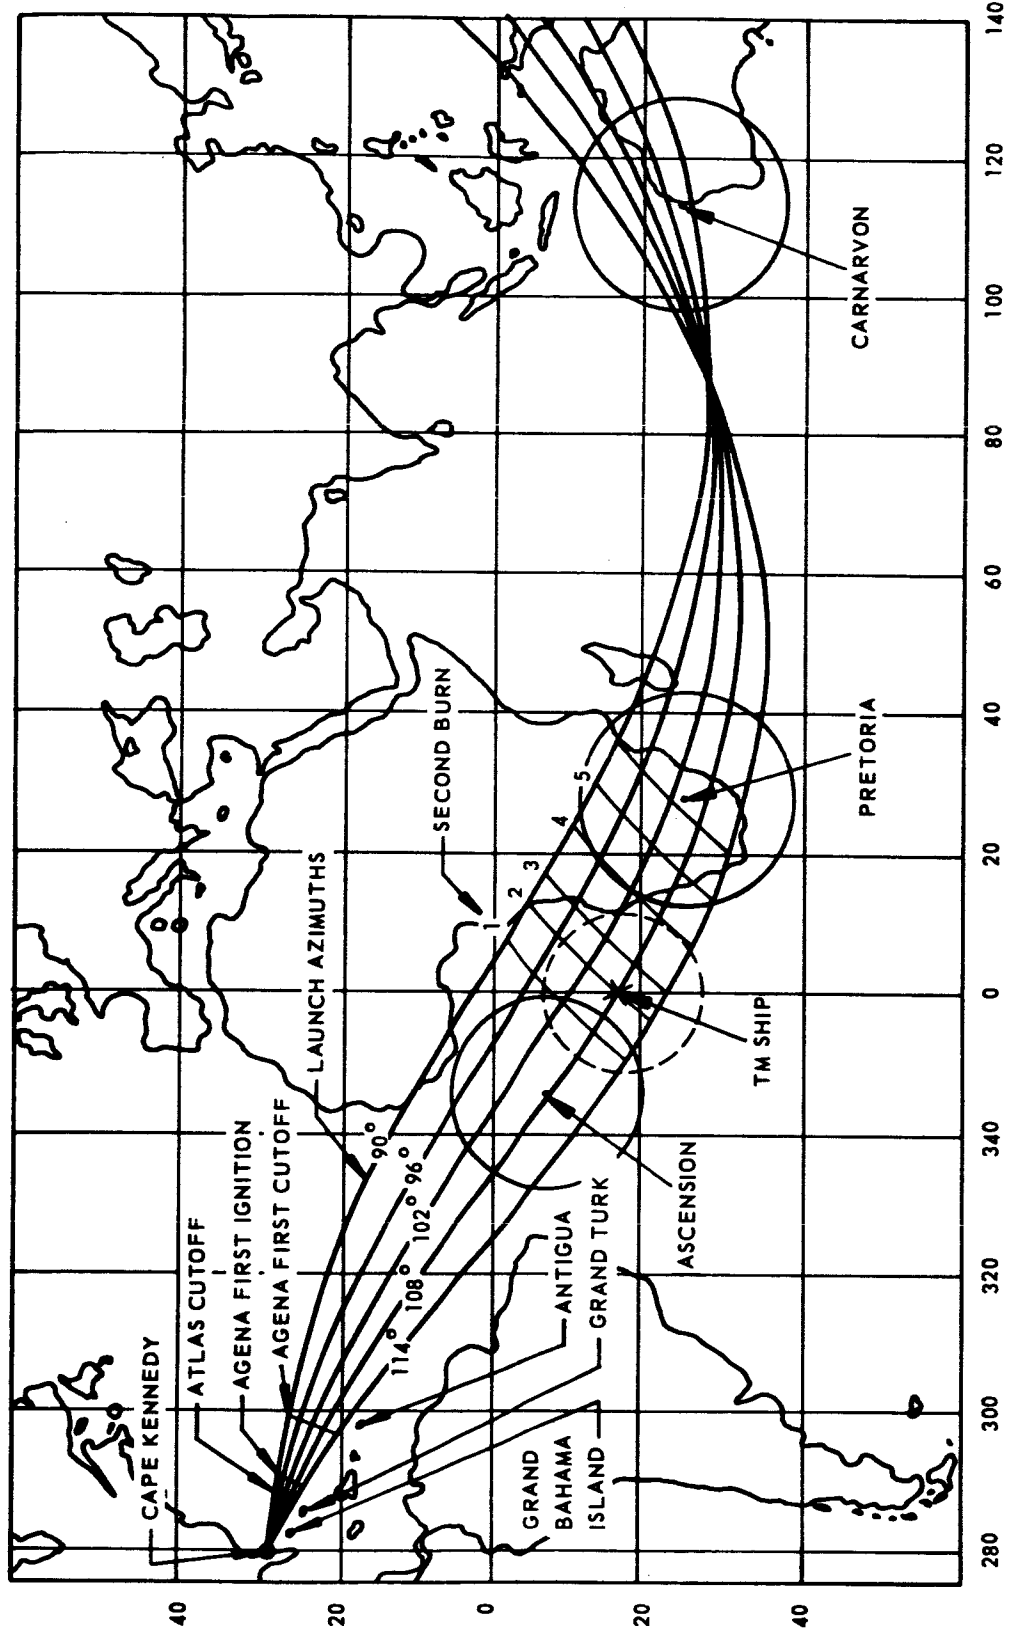 CAPE KENNEDY
ATLAS CUTOFF
AGENA FIRST IGNITION
AGENA FIRST CUTOFF
LAUNCH AZIMUTHS
SECOND BURN
90°
96°
102°
108°
114°
1
2
3
4
5
GRAND
BAHAMA
ISLAND
GRAND TURK
ANTIGUA
ASCENSION
TM SHIP
PRETORIA
CARNARVON
40
20
0
20
40
280
300
320
340
0
20
40
60
80
100
120
140